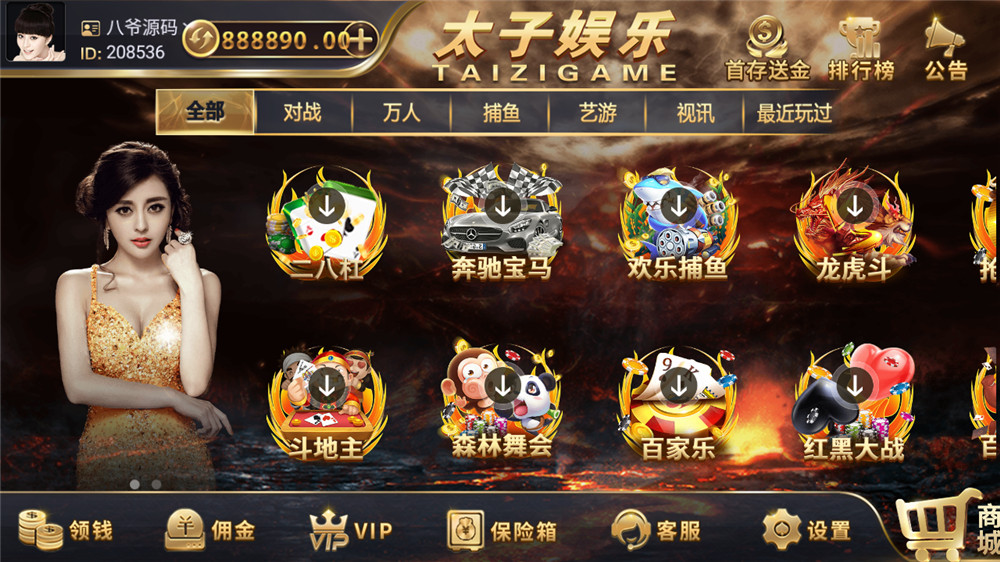 八爷源码
ID: 208536
888890.00
太子娱乐
TAIZIGAME
首存送金
排行榜
公告
全部
对战
万人
捕鱼
艺游
视讯
最近玩过
二八杠
奔驰宝马
欢乐捕鱼
龙虎斗
斗地主
森林舞会
百家乐
红黑大战
领钱
佣金
VIP
VIP
保险箱
客服
设置
商城